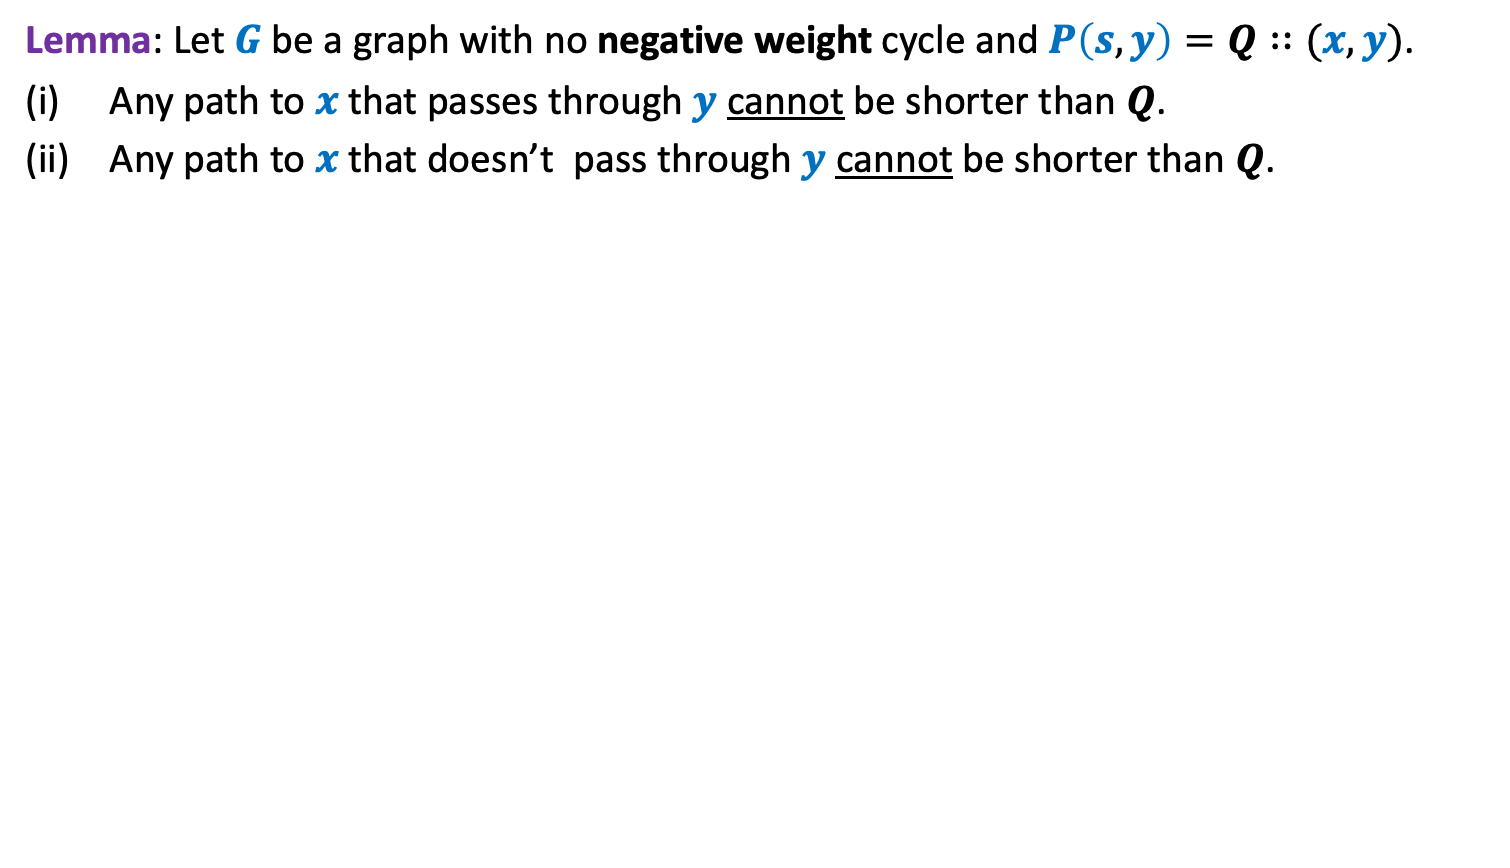 Lemma: Let G be a graph with no negative weight cycle and P(s, y) = Q :: (x, y).
(i) Any path to x that passes through y cannot be shorter than Q.
(ii) Any path to x that doesn’t pass through y cannot be shorter than Q.